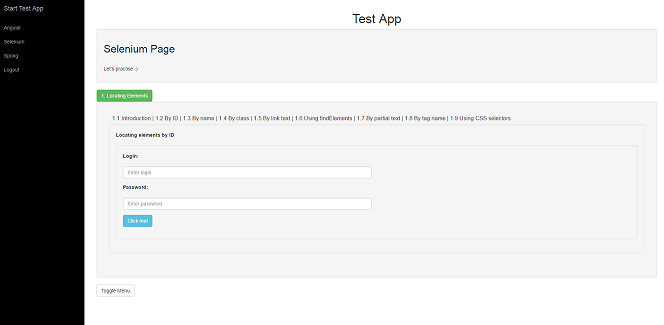 Start Test App
Angular
Selenium
Spring
Logout
Test App
Selenium Page
Let's practise :)
1. Locating Elements
1.1 Introduction | 1.2 By ID | 1.3 By name | 1.4 By class | 1.5 By link text | 1.6 Using findElements | 1.7 By partial text | 1.8 By tag name | 1.9 Using CSS selectors
Locating elements by ID
Login:
Enter login
Password:
Enter password
Click me!
Toggle Menu